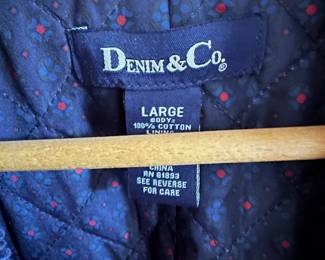 DENIM & CO.®
LARGE
BODY:
100% COTTON
LINING
CHINA
RN 61893
SEE REVERSE
FOR CARE